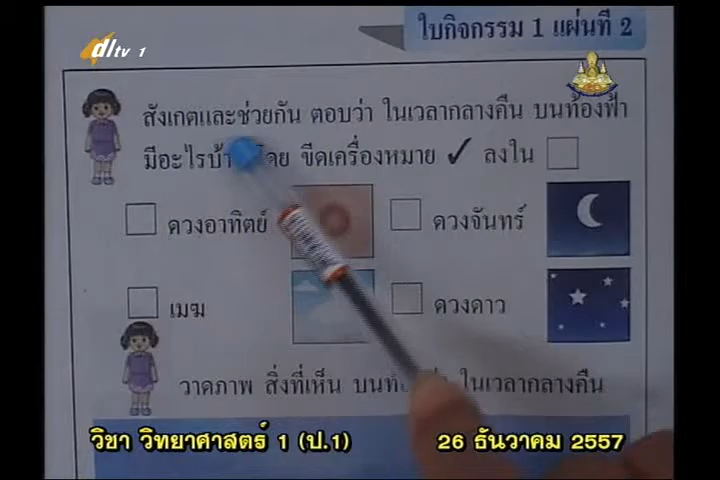 ใบกิจกรรม 1 แผ่นที่ 2
dltv 1
สังเกตและช่วยกัน ตอบว่า ในเวลากลางคืน บนท้องฟ้า
มีอะไรบ้าง โดย ขีดเครื่องหมาย ✓ ลงใน
ดวงอาทิตย์
ดวงจันทร์
เมฆ
ดวงดาว
วาดภาพ สิ่งที่เห็น ในเวลากลางคืน
วิชา วิทยาศาสตร์ 1 (ป.1)
26 ธันวาคม 2557